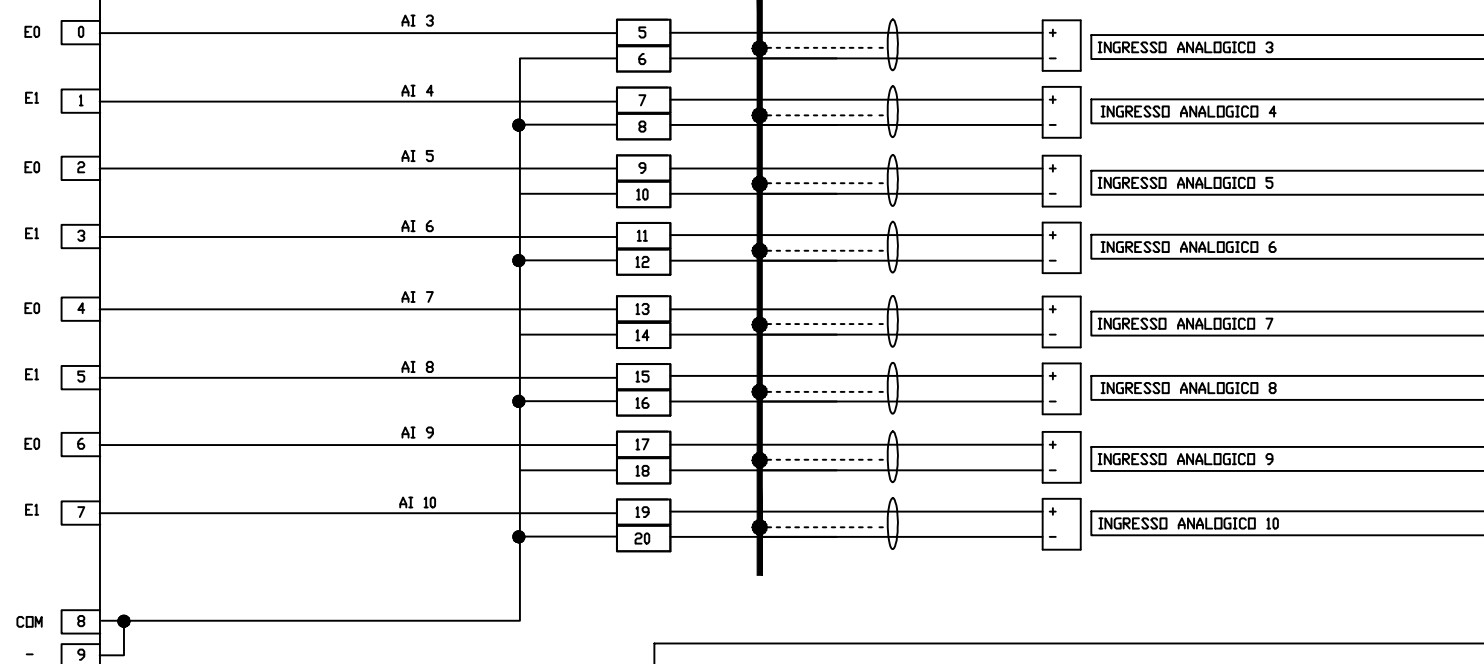 AI 3
E0 0 5 + INGRESSO ANALOGICO 3
6 -
AI 4
E1 1 7 + INGRESSO ANALOGICO 4
8 -
AI 5
E0 2 9 + INGRESSO ANALOGICO 5
10 -
AI 6
E1 3 11 + INGRESSO ANALOGICO 6
12 -
AI 7
E0 4 13 + INGRESSO ANALOGICO 7
14 -
AI 8
E1 5 15 + INGRESSO ANALOGICO 8
16 -
AI 9
E0 6 17 + INGRESSO ANALOGICO 9
18 -
AI 10
E1 7 19 + INGRESSO ANALOGICO 10
20 -
COM 8
- 9